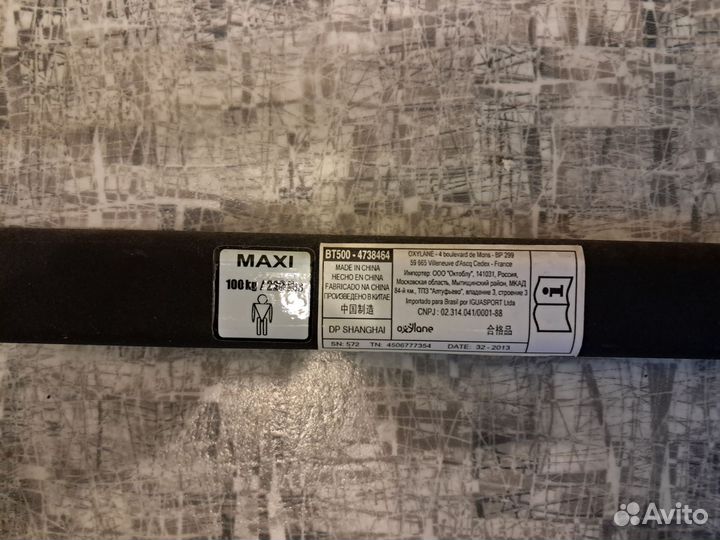 MAXI
100 kg /
BT500 - 4738464
MADE IN CHINA
HECHO EN CHINA
FABRICADO NA CHINA
ПРОИЗВЕДЕНО В КИТАЕ
中国制造
DP SHANGHAI
OXYLANE - 4 boulevard de Mons - BP 299
59 665 Villeneuve d'Ascq Cedex - France
Импортер: ООО "Октоблу", 141031, Россия,
Московская область, Мытищинский район, МКАД
84-й км., ТПЗ "Алтуфьево", владение 3, строение 3
Importado para Brasil por IGUASPORT Ltda
CNPJ : 02.314.041/0001-88
oxylane
合格品
SN: 572 TN: 4506777354 DATE: 32-2013
Avito